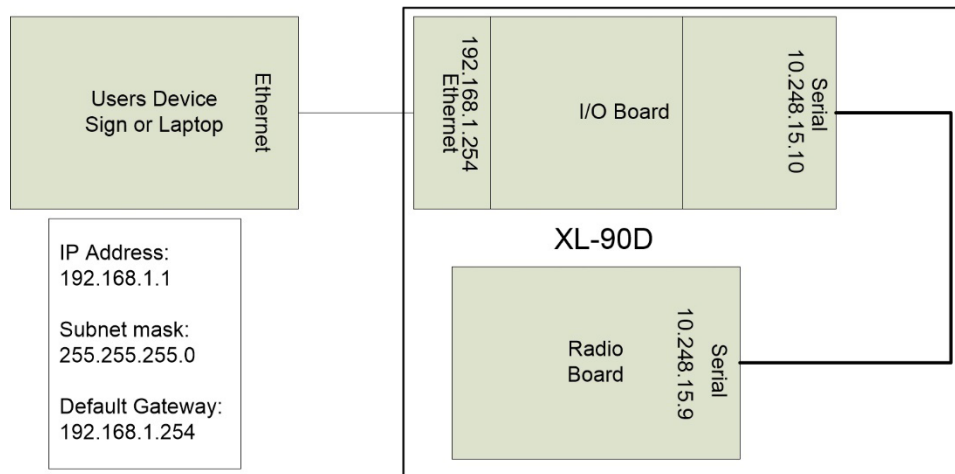 Users Device
Sign or Laptop
Ethernet
192.168.1.254
Ethernet
I/O Board
Serial
10.248.15.10
XL-90D
IP Address:
192.168.1.1
Subnet mask:
255.255.255.0
Default Gateway:
192.168.1.254
Radio
Board
Serial
10.248.15.9